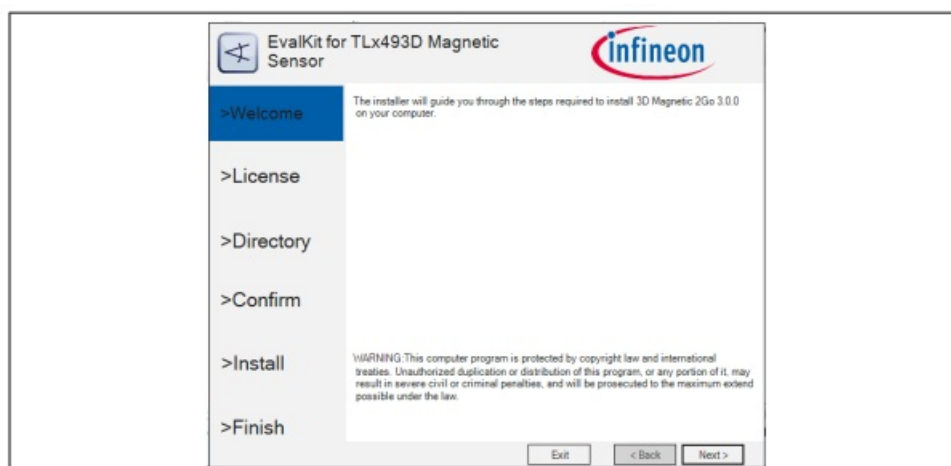 EvalKit for TLx493D Magnetic
Sensor
infineon
>Welcome
The installer will guide you through the steps required to install 3D Magnetic 2Go 3.0.0
on your computer.
>License
>Directory
>Confirm
>Install
WARNING:This computer program is protected by copyright law and international
treaties. Unauthorized duplication or distribution of this program, or any portion of it, may
result in severe civil or criminal penalties, and will be prosecuted to the maximum extend
possible under the law.
>Finish
Exit
< Back
Next >